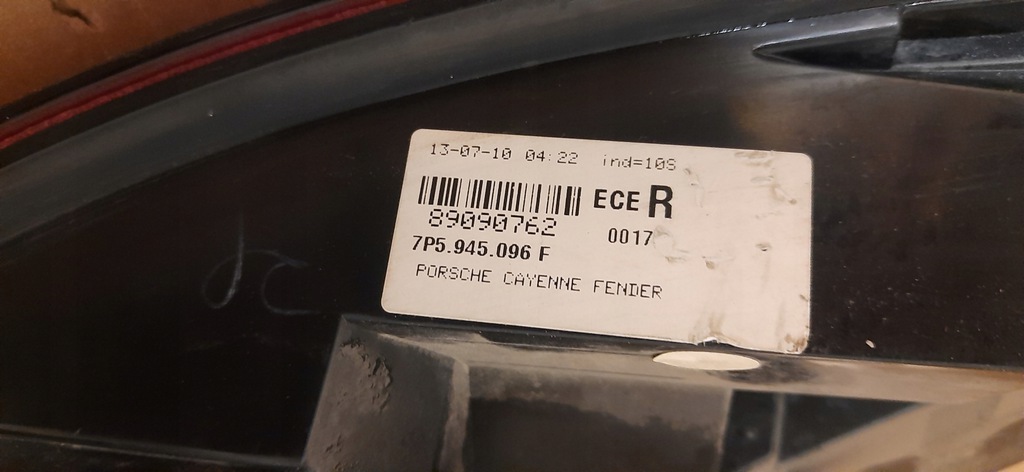 13-07-10 04:22 ind=10S
ECE R
89090762
0017
7P5.945.096 F
PORSCHE CAYENNE FENDER